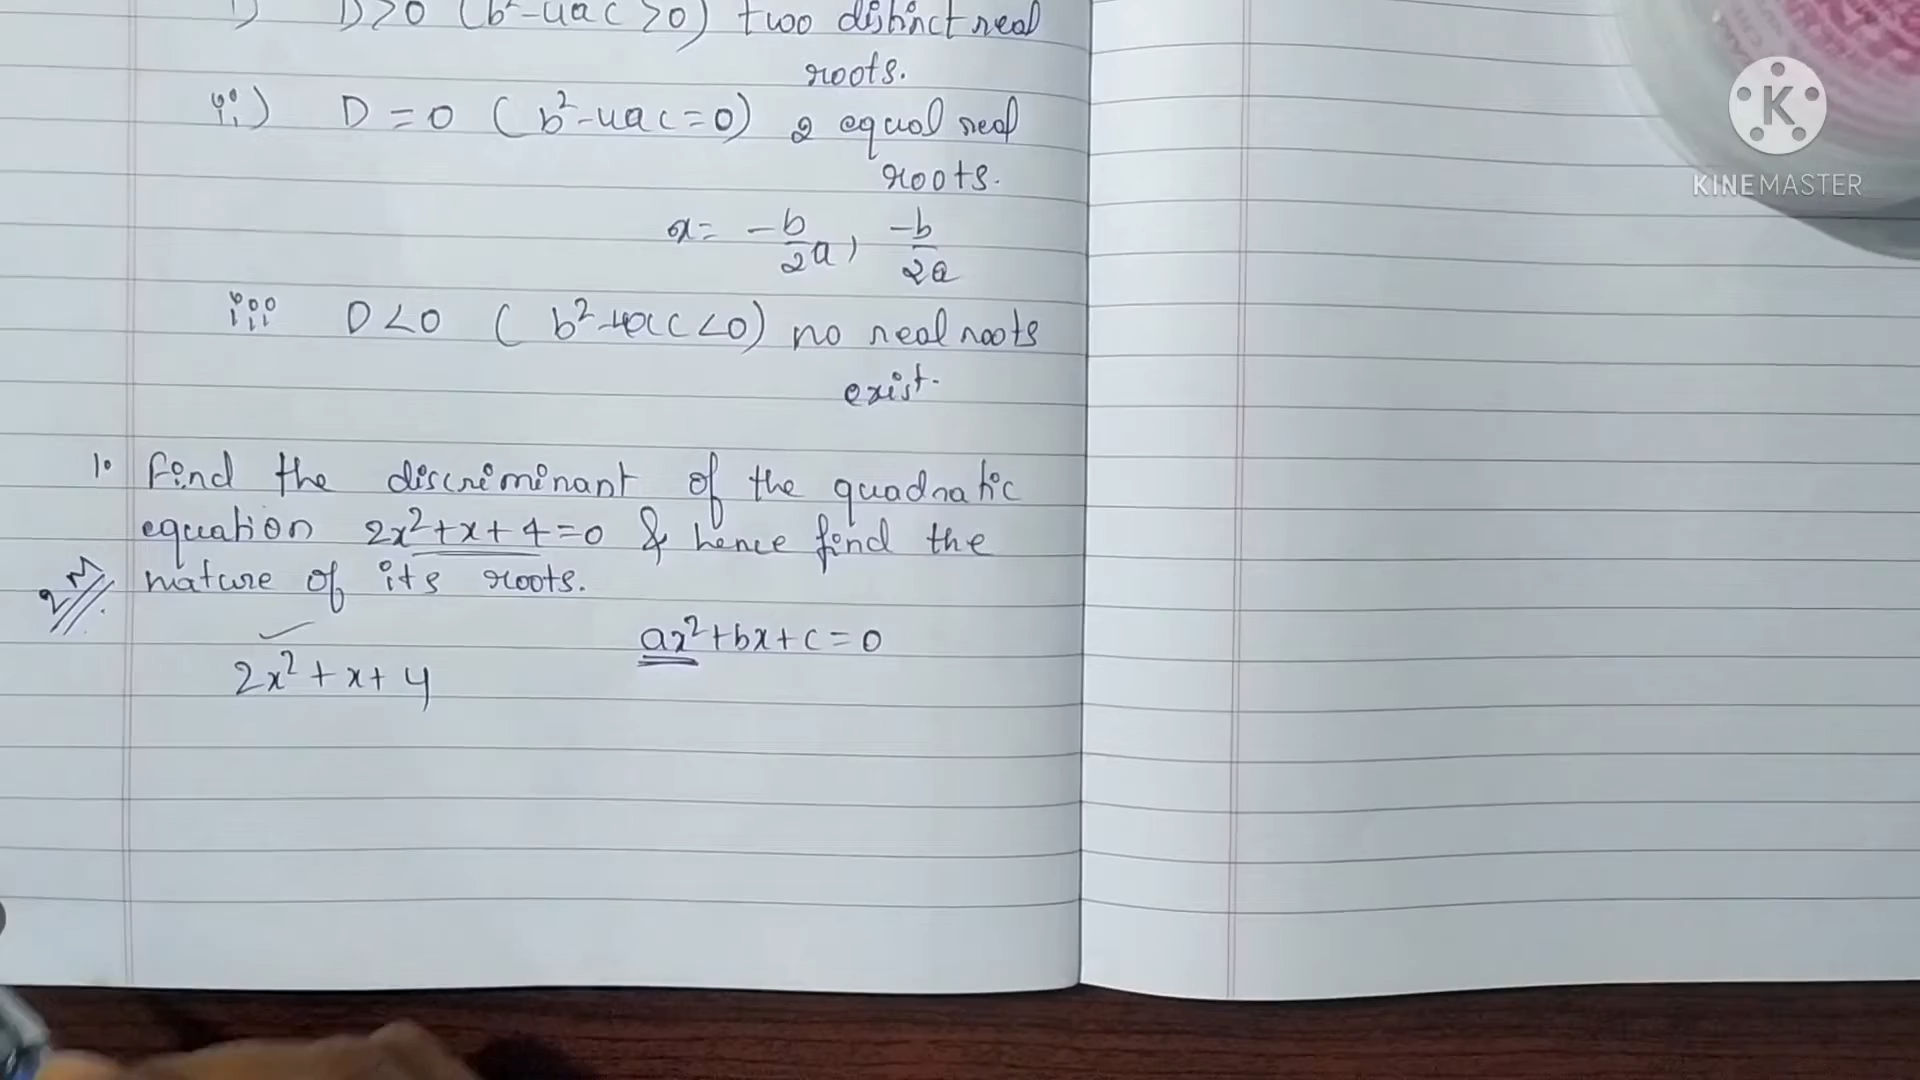 i) D>0 (b²-4ac>0) two distinct real
roots.
ii) D=0 (b²-4ac=0) 2 equal real
roots.
x= -b/2a, -b/2a
iii D<0 (b²-4ac<0) no real roots
exist.
1. Find the discriminant of the quadratic
equation 2x²+x+4=0 & hence find the
nature of its roots.
2M
ax²+bx+c=0
2x²+x+4
K
KINEMASTER